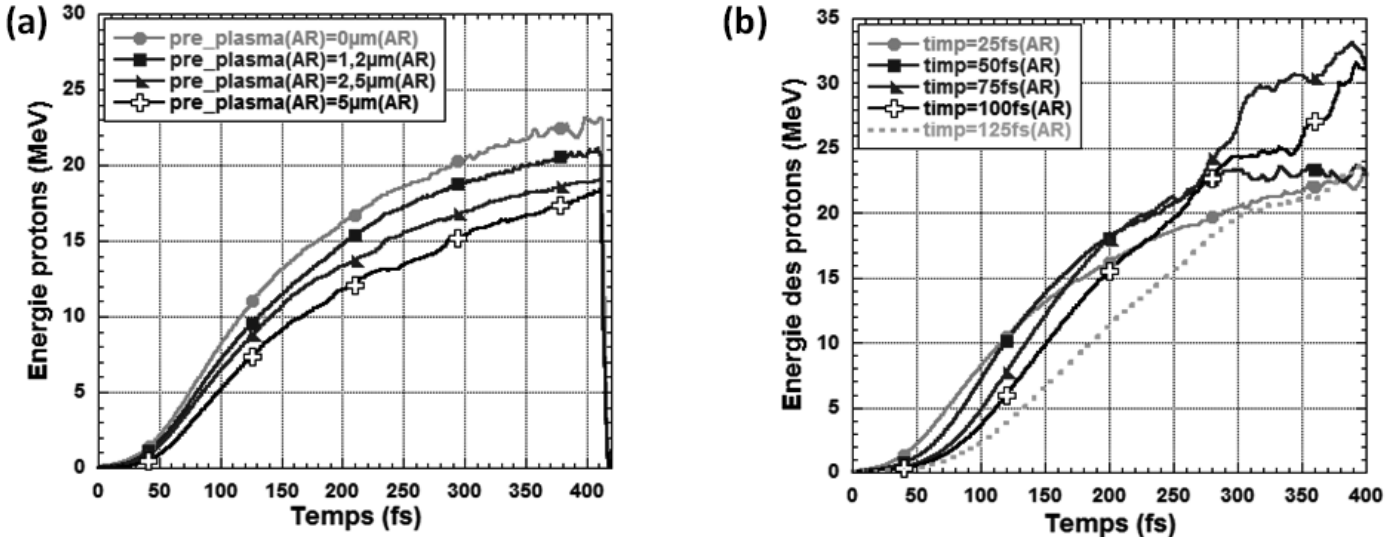 (a)
pre_plasma(AR)=0µm(AR)
pre_plasma(AR)=1,2µm(AR)
pre_plasma(AR)=2,5µm(AR)
pre_plasma(AR)=5µm(AR)
Energie protons (MeV)
30
25
20
15
10
5
0
0 50 100 150 200 250 300 350 400
Temps (fs)
(b)
timp=25fs(AR)
timp=50fs(AR)
timp=75fs(AR)
timp=100fs(AR)
timp=125fs(AR)
Energie des protons (MeV)
35
30
25
20
15
10
5
0
0 50 100 150 200 250 300 350 400
Temps (fs)